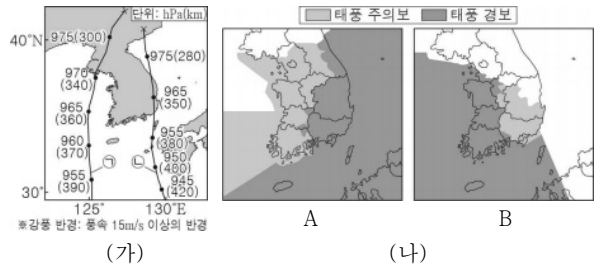 단위: hPa(km)
40°N
975(300)
975(280)
970
(340)
965
(350)
965
(360)
955
(380)
960
(370)
㉠
㉡
950
(400)
955
(390)
945
(420)
30°
125°
130°E
※강풍 반경: 풍속 15m/s 이상의 반경
(가)
태풍 주의보
태풍 경보
A
B
(나)